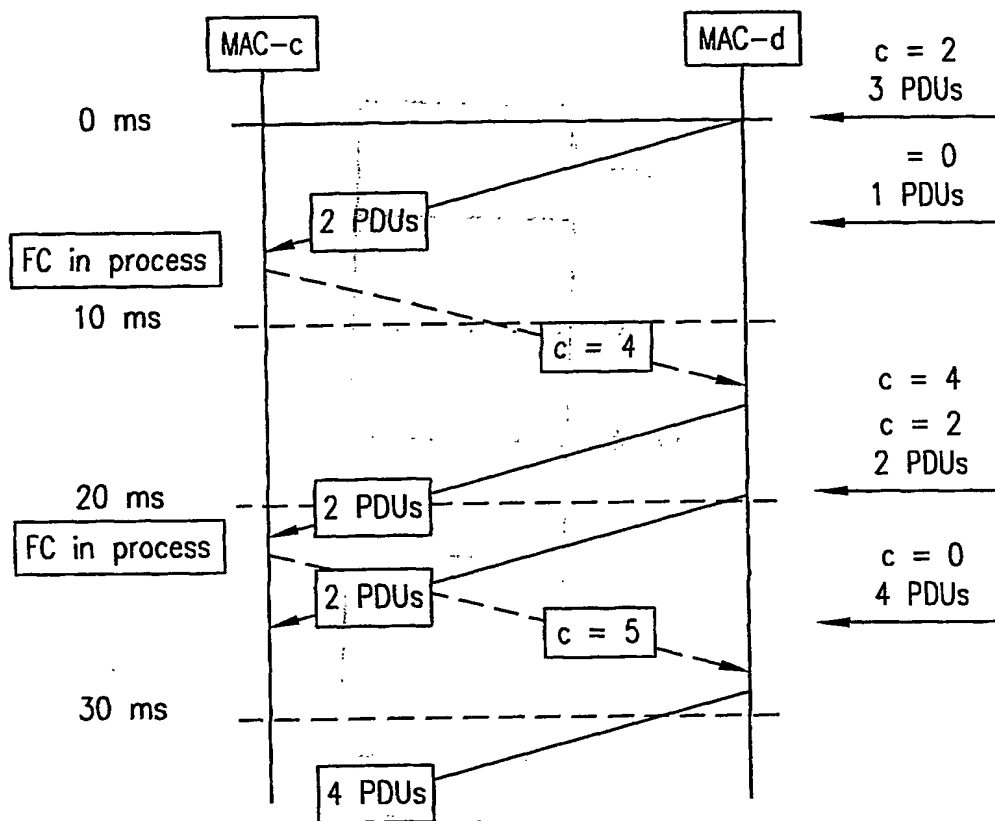 MAC-c
MAC-d
c = 2
3 PDUs
0 ms
= 0
1 PDUs
2 PDUs
FC in process
10 ms
c = 4
c = 4
c = 2
2 PDUs
20 ms
2 PDUs
FC in process
2 PDUs
c = 0
4 PDUs
c = 5
30 ms
4 PDUs